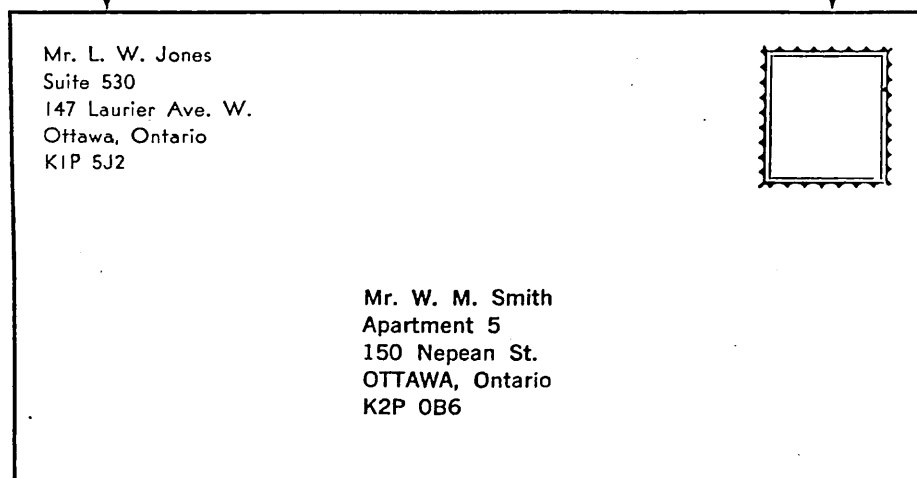 Mr. L. W. Jones
Suite 530
147 Laurier Ave. W.
Ottawa, Ontario
K1P 5J2
Mr. W. M. Smith
Apartment 5
150 Nepean St.
OTTAWA, Ontario
K2P 0B6